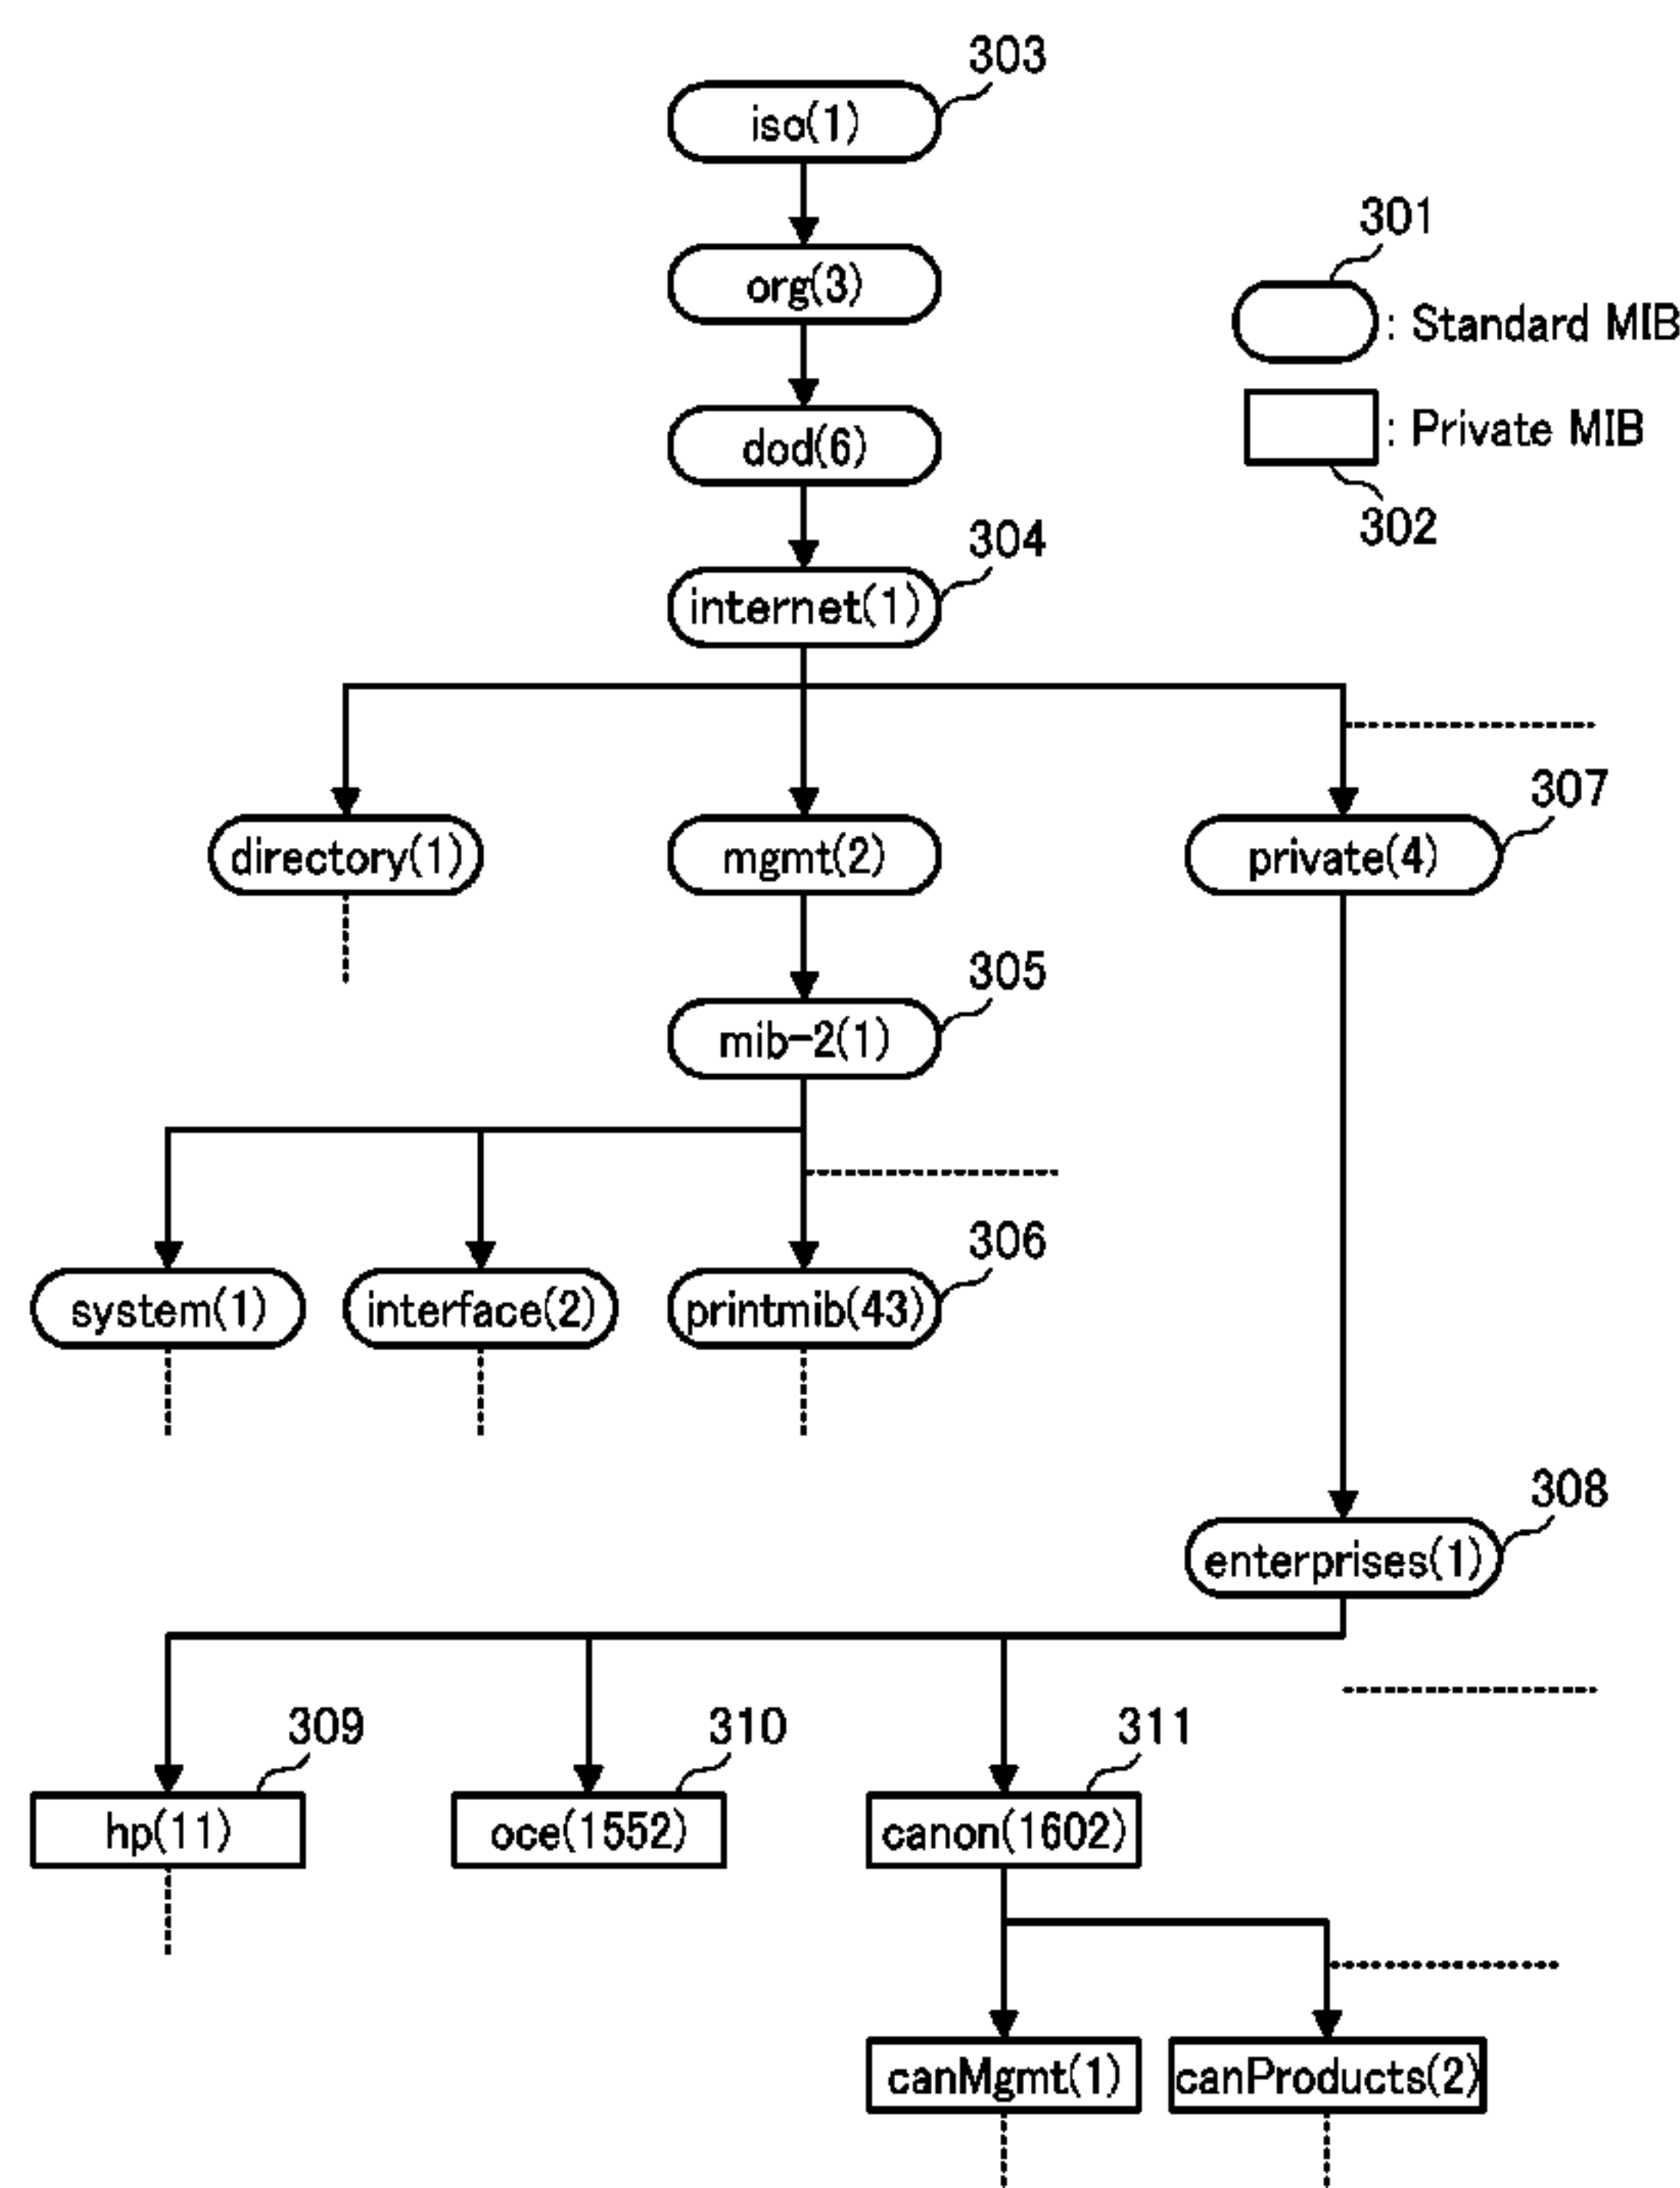 303
iso(1)
301
org(3)
: Standard MIB
dod(6)
: Private MIB
302
304
internet(1)
307
directory(1)
mgmt(2)
private(4)
305
mib-2(1)
306
system(1)
interface(2)
printmib(43)
308
enterprises(1)
309
310
311
hp(11)
oce(1552)
canon(1602)
canMgmt(1)
canProducts(2)